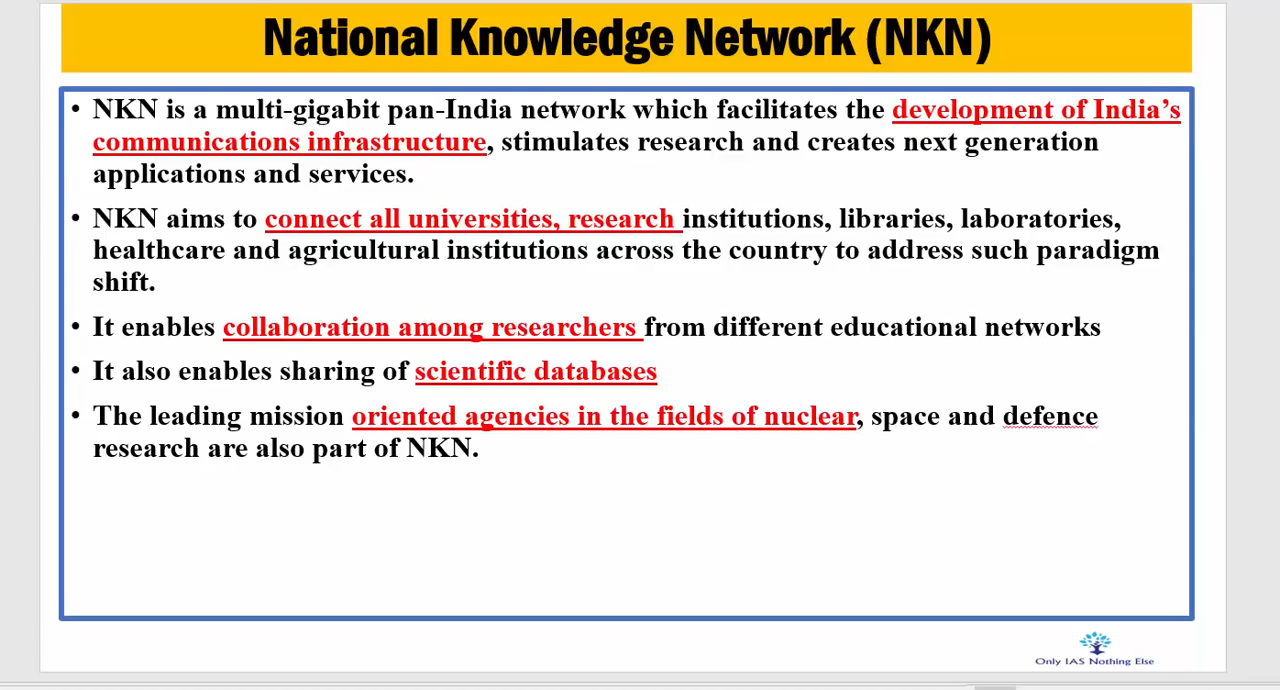 National Knowledge Network (NKN)
• NKN is a multi-gigabit pan-India network which facilitates the development of India’s
communications infrastructure, stimulates research and creates next generation
applications and services.
• NKN aims to connect all universities, research institutions, libraries, laboratories,
healthcare and agricultural institutions across the country to address such paradigm
shift.
• It enables collaboration among researchers from different educational networks
• It also enables sharing of scientific databases
• The leading mission oriented agencies in the fields of nuclear, space and defence
research are also part of NKN.
Only IAS Nothing Else